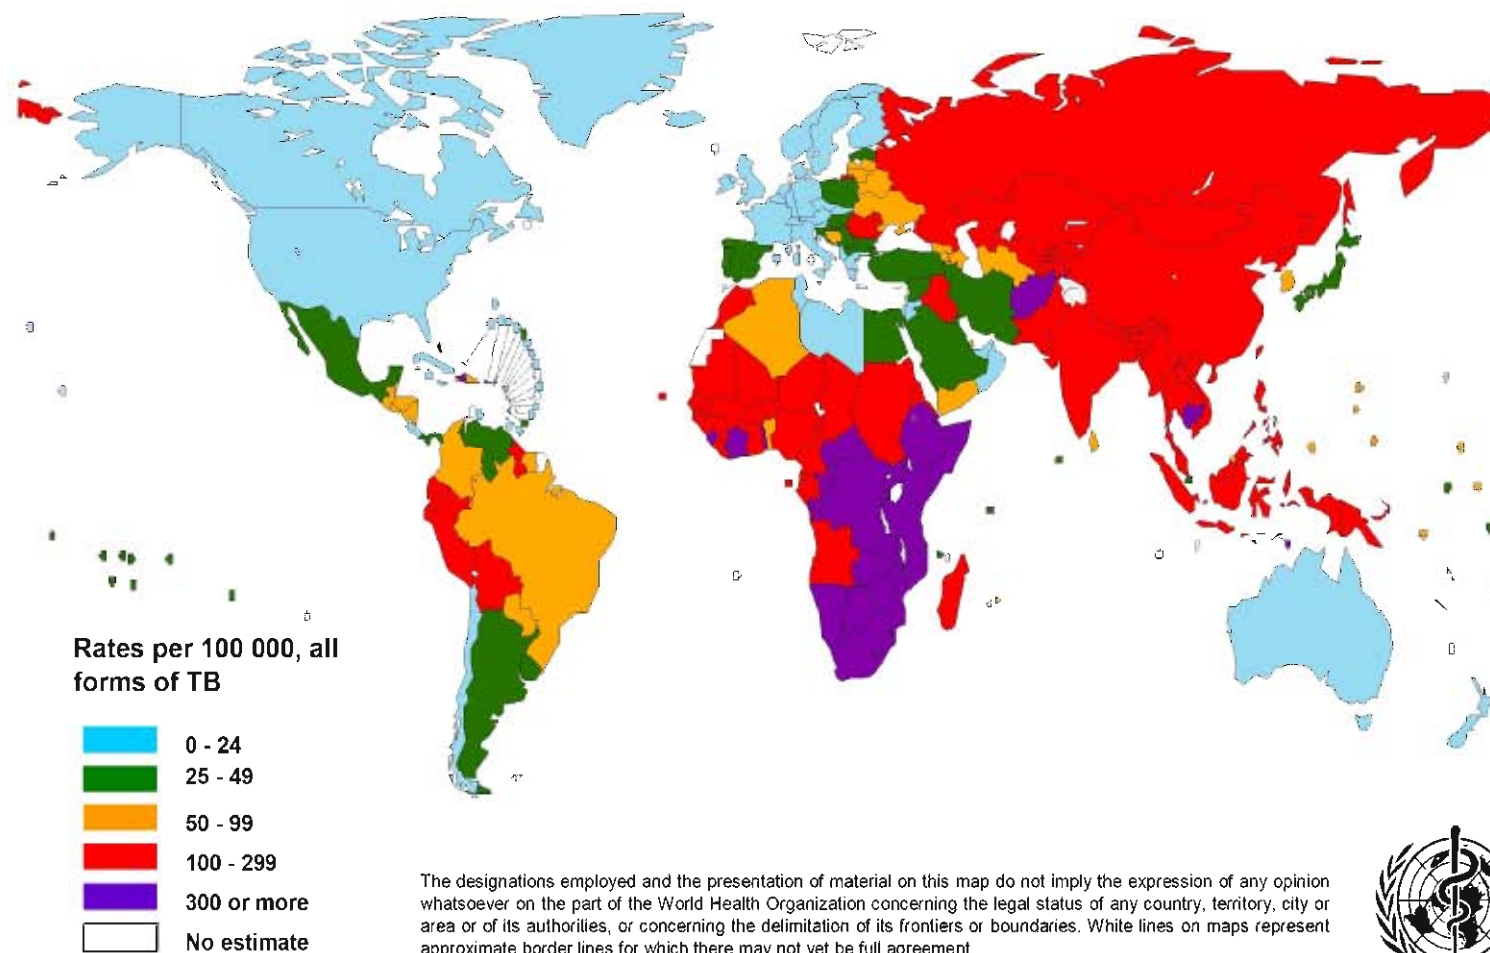 Rates per 100 000, all
forms of TB
0 - 24
25 - 49
50 - 99
100 - 299
300 or more
No estimate
The designations employed and the presentation of material on this map do not imply the expression of any opinion
whatsoever on the part of the World Health Organization concerning the legal status of any country, territory, city or
area or of its authorities, or concerning the delimitation of its frontiers or boundaries. White lines on maps represent
approximate border lines for which there may not yet be full agreement